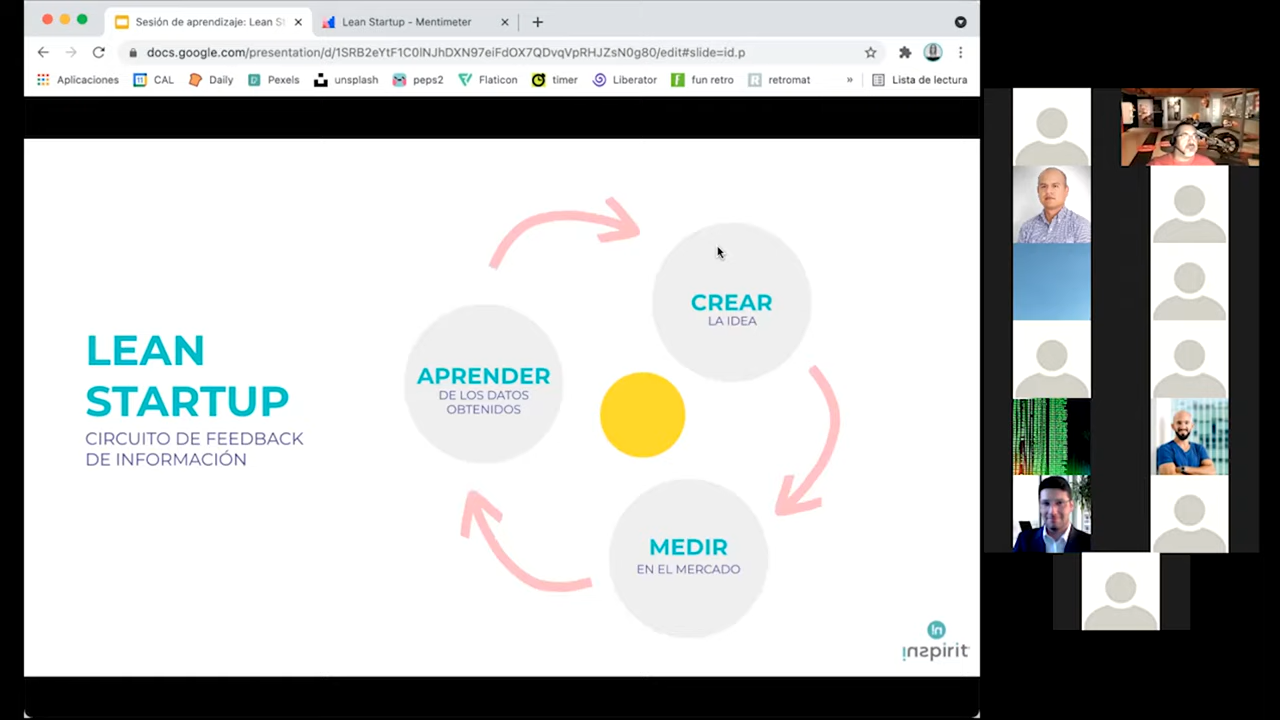 Sesión de aprendizaje: Lean S
Lean Startup - Mentimeter
docs.google.com/presentation/d/1SRB2eYtF1C0lNJhDXN97eiFdOX7QDvqVpRHJZsN0g80/edit#slide=id.p
Aplicaciones
CAL
Daily
Pexels
unsplash
peps2
Flaticon
timer
Liberator
fun retro
retromat
»
Lista de lectura
LEAN
STARTUP
CIRCUITO DE FEEDBACK
DE INFORMACIÓN
CREAR
LA IDEA
APRENDER
DE LOS DATOS
OBTENIDOS
MEDIR
EN EL MERCADO
inspirit